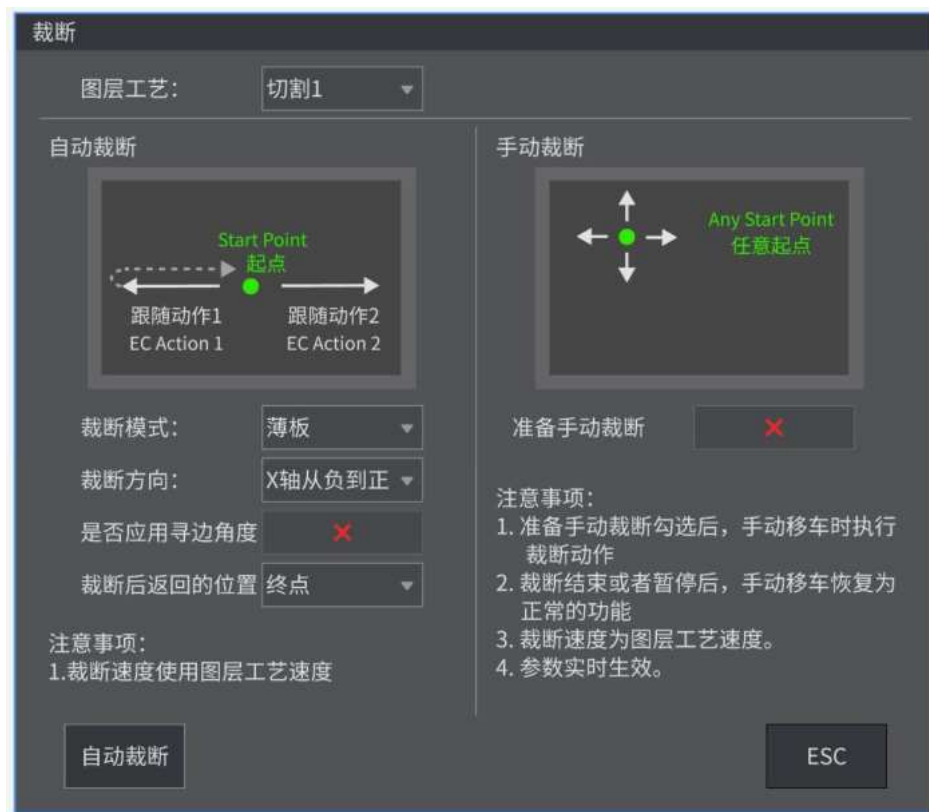 裁断
图层工艺： 切割1
自动裁断
Start Point
起点
跟随动作1 跟随动作2
EC Action 1 EC Action 2
裁断模式： 薄板
裁断方向： X轴从负到正
是否应用寻边角度
裁断后返回的位置 终点
注意事项：
1.裁断速度使用图层工艺速度
自动裁断
手动裁断
Any Start Point
任意起点
准备手动裁断
注意事项：
1. 准备手动裁断勾选后，手动移车时执行
裁断动作
2. 裁断结束或者暂停后，手动移车恢复为
正常的功能
3. 裁断速度为图层工艺速度。
4. 参数实时生效。
ESC